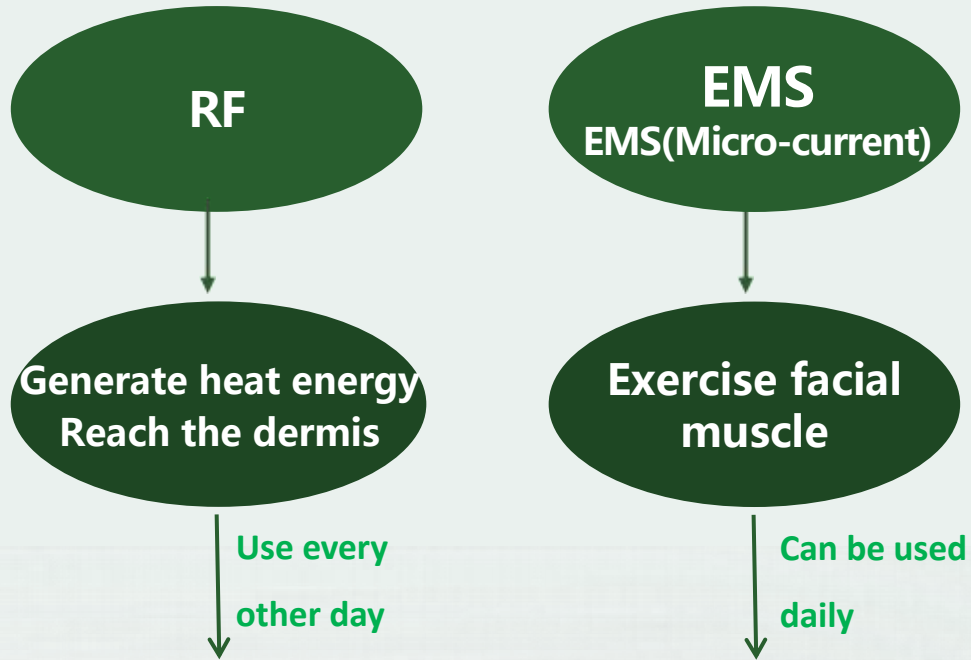 RF
EMS
EMS(Micro-current)
Generate heat energy
Reach the dermis
Exercise facial
muscle
Use every
other day
Can be used
daily